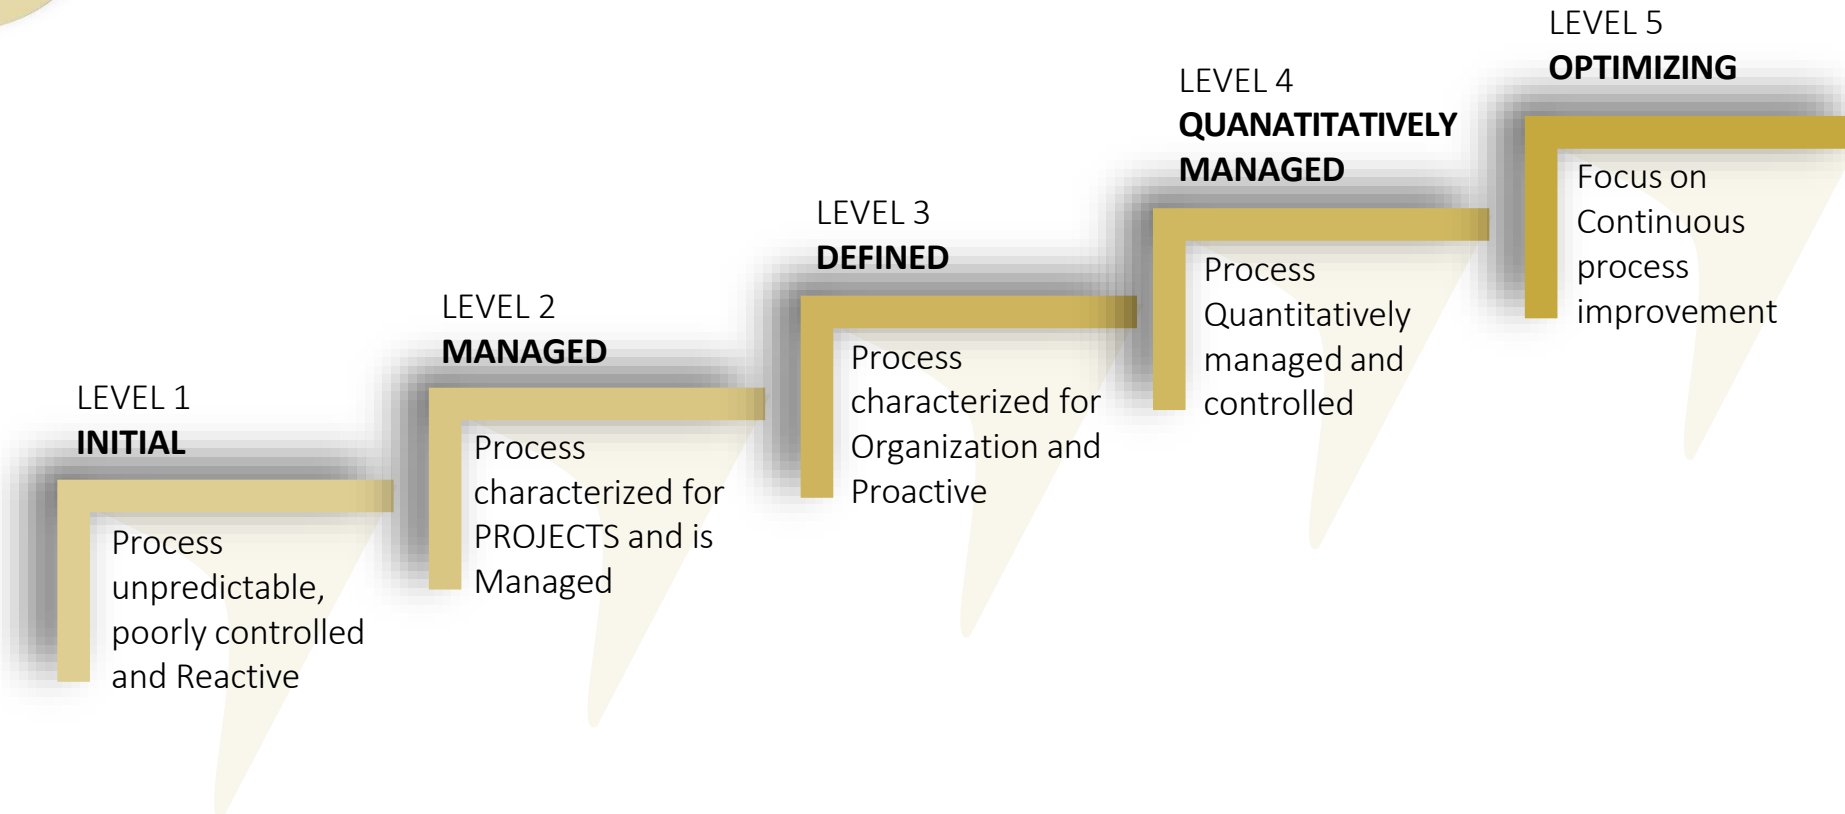 LEVEL 1
INITIAL
Process
unpredictable,
poorly controlled
and Reactive
LEVEL 2
MANAGED
Process
characterized for
PROJECTS and is
Managed
LEVEL 3
DEFINED
Process
characterized for
Organization and
Proactive
LEVEL 4
QUANATITATIVELY
MANAGED
Process
Quantitatively
managed and
controlled
LEVEL 5
OPTIMIZING
Focus on
Continuous
process
improvement